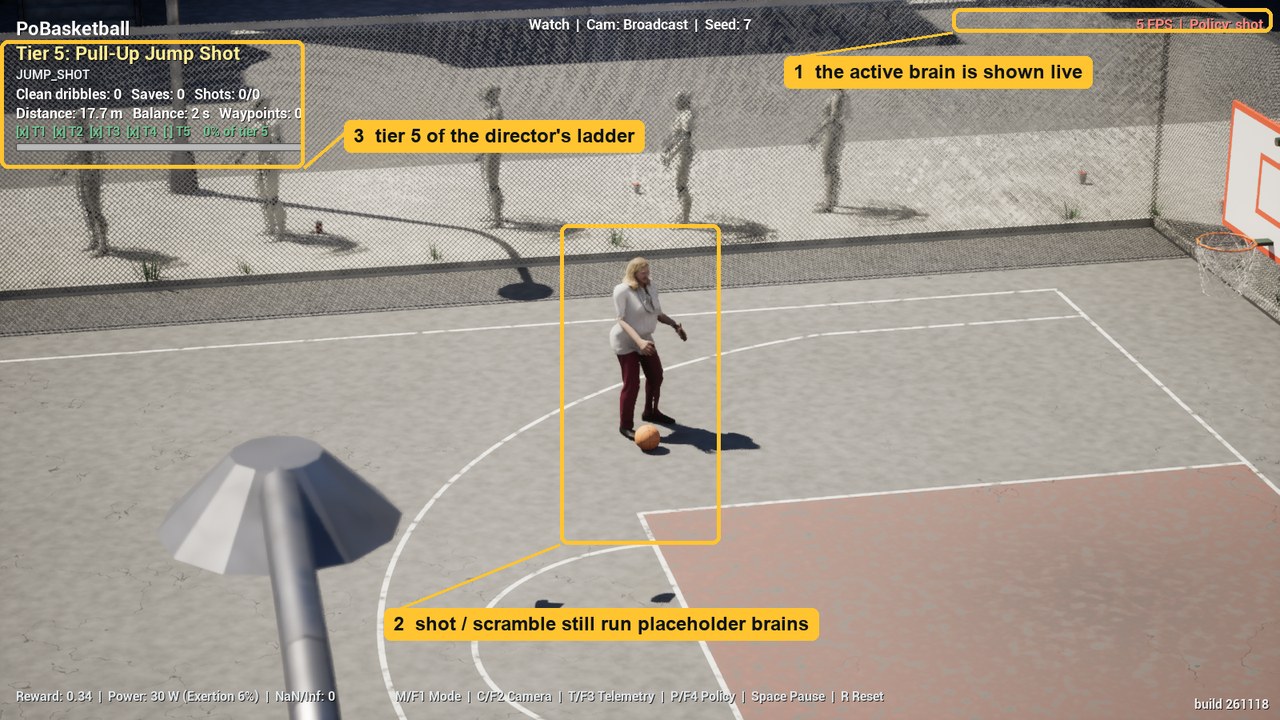 PoBasketball
Watch | Cam: Broadcast | Seed: 7
5 FPS | Policy: shot
Tier 5: Pull-Up Jump Shot
JUMP_SHOT
Clean dribbles: 0 Saves: 0 Shots: 0/0
Distance: 17.7 m Balance: 2 s Waypoints: 0
[x] T1 [x] T2 [x] T3 [x] T4 [ ] T5 0% of tier 5
1 the active brain is shown live
3 tier 5 of the director's ladder
2 shot / scramble still run placeholder brains
Reward: 0.34 | Power: 30 W (Exertion 6%) | NaN/Inf: 0
M/F1 Mode | C/F2 Camera | T/F3 Telemetry | P/F4 Policy | Space Pause | R Reset
build 261118